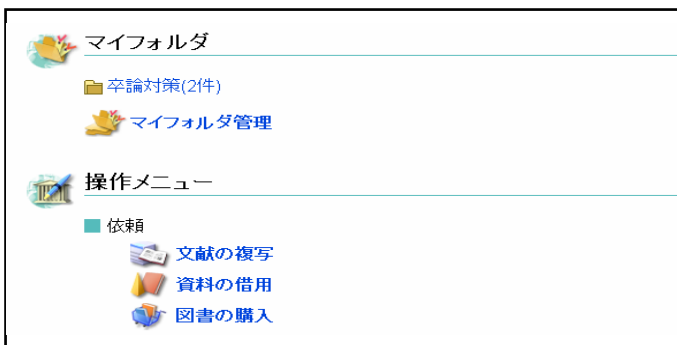 マイフォルダ
卒論対策(2件)
マイフォルダ管理
操作メニュー
依頼
文献の複写
資料の借用
図書の購入